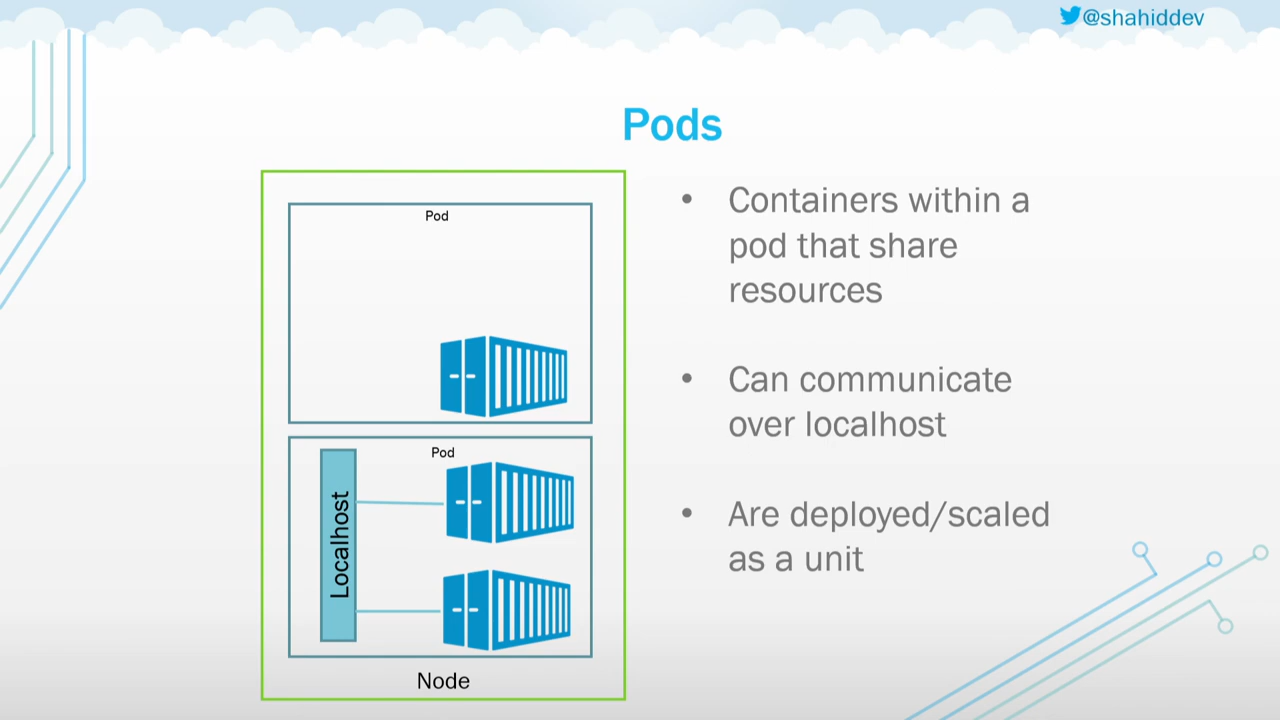 @shahiddev
Pods
Pod
Pod
Localhost
Node
• Containers within a
pod that share
resources
• Can communicate
over localhost
• Are deployed/scaled
as a unit